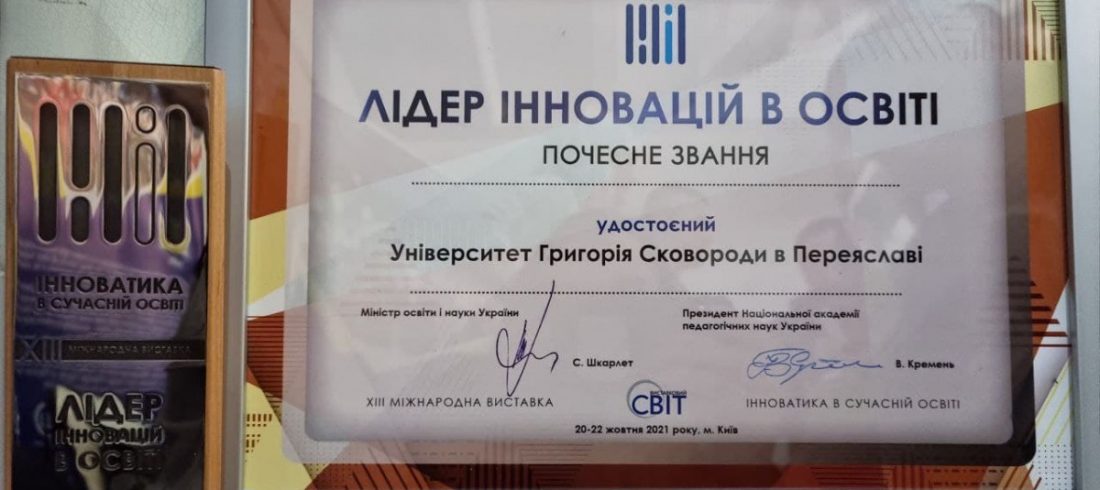 ІННОВАТИКА
В СУЧАСНІЙ ОСВІТІ
XIII МІЖНАРОДНА ВИСТАВКА
ЛІДЕР
ІННОВАЦІЙ
В ОСВІТІ
ЛІДЕР ІННОВАЦІЙ В ОСВІТІ
ПОЧЕСНЕ ЗВАННЯ
удостоєний
Університет Григорія Сковороди в Переяславі
Міністр освіти і науки України
С. Шкарлет
Президент Національної академії
педагогічних наук України
В. Кремень
XIII МІЖНАРОДНА ВИСТАВКА
ВИСТАВКОВИЙ
СВІТ
ІННОВАТИКА В СУЧАСНІЙ ОСВІТІ
20-22 жовтня 2021 року, м. Київ